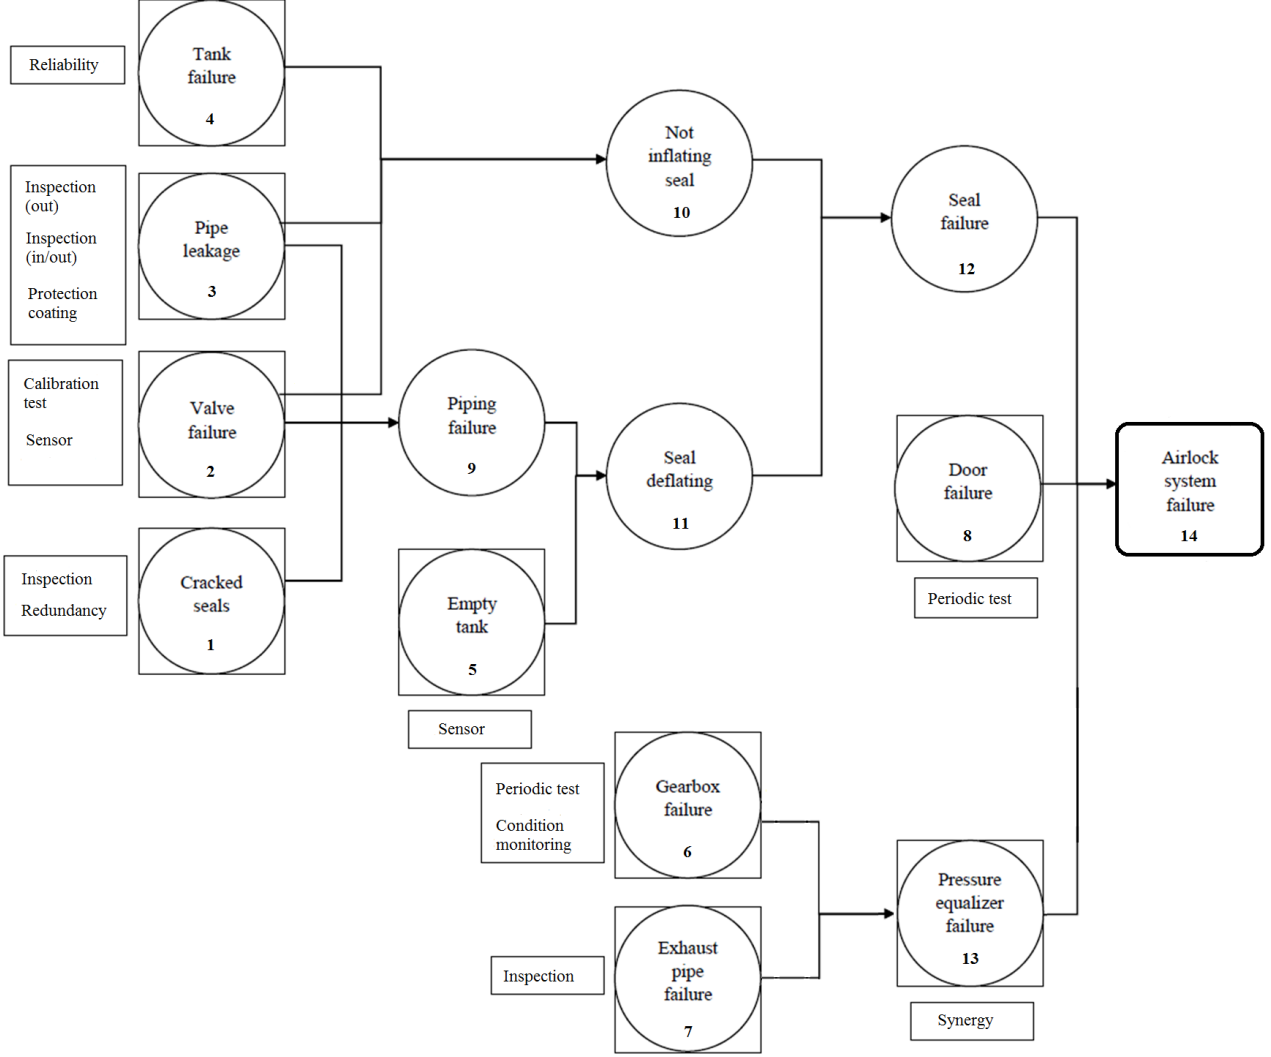 Reliability
Tank
failure
4
Inspection
(out)
Inspection
(in/out)
Protection
coating
Pipe
leakage
3
Calibration
test
Sensor
Valve
failure
2
Inspection
Redundancy
Cracked
seals
1
Piping
failure
9
Empty
tank
5
Sensor
Not
inflating
seal
10
Seal
deflating
11
Periodic test
Condition
monitoring
Gearbox
failure
6
Inspection
Exhaust
pipe
failure
7
Seal
failure
12
Door
failure
8
Periodic test
Pressure
equalizer
failure
13
Synergy
Airlock
system
failure
14